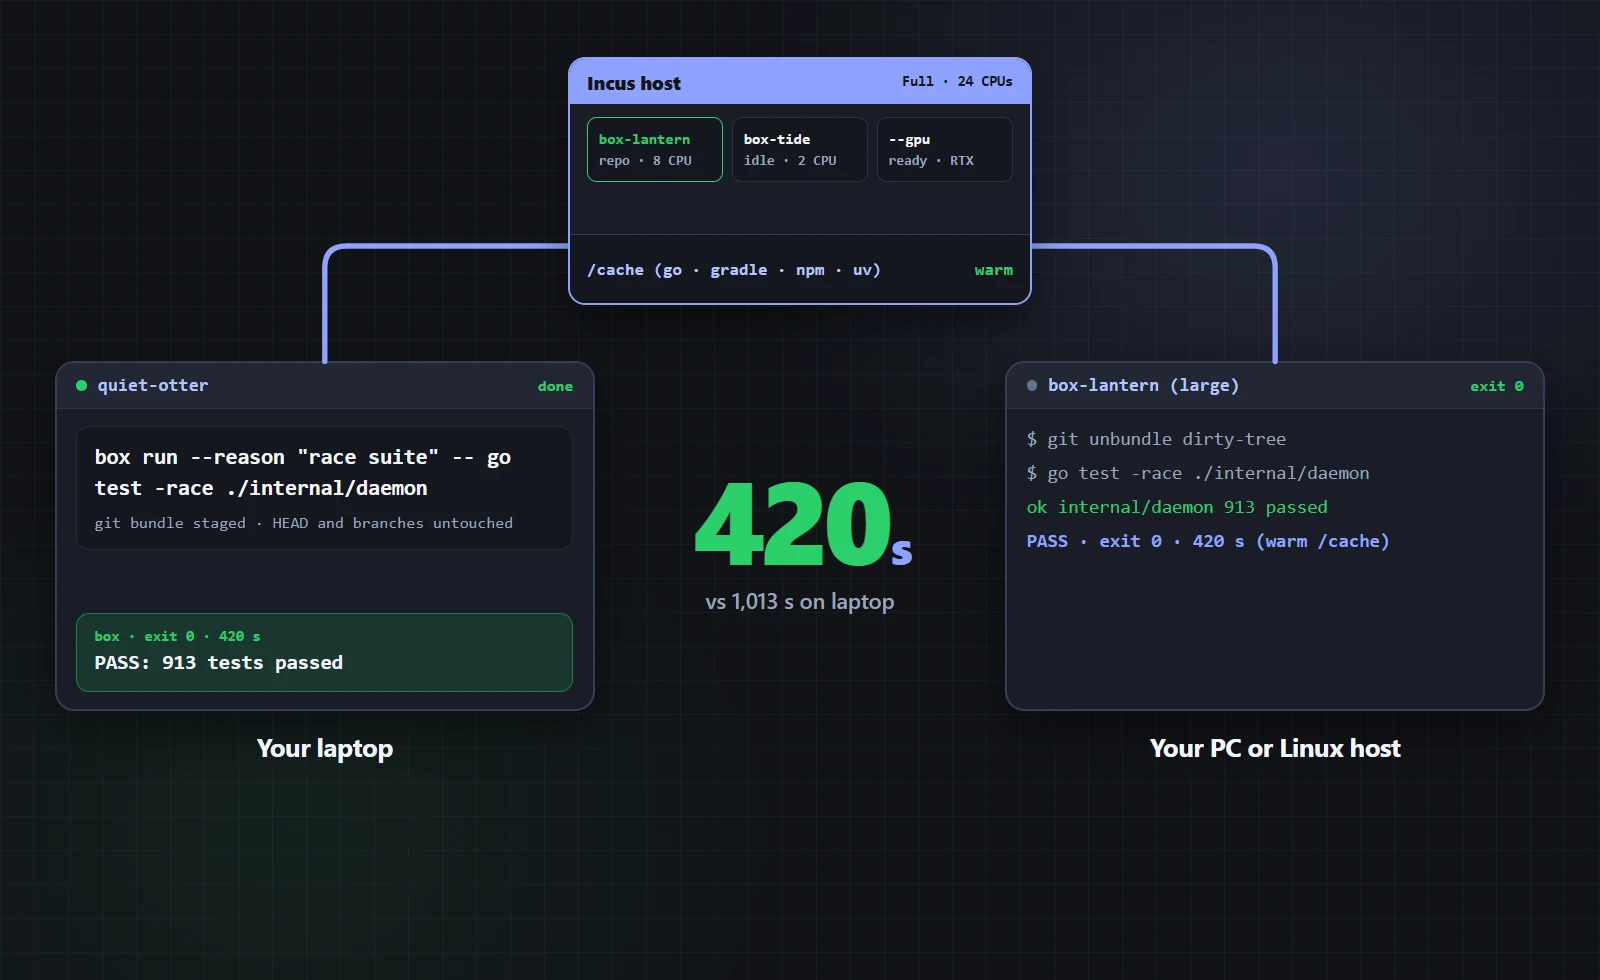 Incus host
Full · 24 CPUs
box-lantern
repo · 8 CPU
box-tide
idle · 2 CPU
--gpu
ready · RTX
/cache (go · gradle · npm · uv)
warm
quiet-otter
done
box run --reason "race suite" -- go
test -race ./internal/daemon
git bundle staged · HEAD and branches untouched
box · exit 0 · 420 s
PASS: 913 tests passed
Your laptop
420s
vs 1,013 s on laptop
box-lantern (large)
exit 0
$ git unbundle dirty-tree
$ go test -race ./internal/daemon
ok internal/daemon 913 passed
PASS · exit 0 · 420 s (warm /cache)
Your PC or Linux host